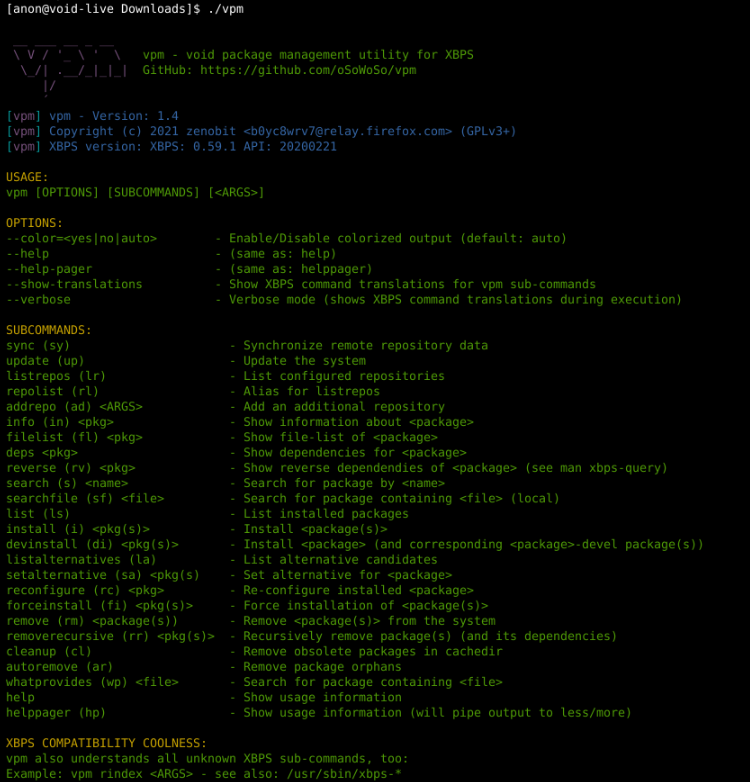 [anon@void-live Downloads]$ ./vpm
vpm - void package management utility for XBPS
GitHub: https://github.com/oSoWoSo/vpm
[vpm] vpm - Version: 1.4
[vpm] Copyright (c) 2021 zenobit <b0yc8wrv7@relay.firefox.com> (GPLv3+)
[vpm] XBPS version: XBPS: 0.59.1 API: 20200221
USAGE:
vpm [OPTIONS] [SUBCOMMANDS] [<ARGS>]
OPTIONS:
--color=<yes|no|auto> - Enable/Disable colorized output (default: auto)
--help - (same as: help)
--help-pager - (same as: helppager)
--show-translations - Show XBPS command translations for vpm sub-commands
--verbose - Verbose mode (shows XBPS command translations during execution)
SUBCOMMANDS:
sync (sy) - Synchronize remote repository data
update (up) - Update the system
listrepos (lr) - List configured repositories
repolist (rl) - Alias for listrepos
addrepo (ad) <ARGS> - Add an additional repository
info (in) <pkg> - Show information about <package>
filelist (fl) <pkg> - Show file-list of <package>
deps <pkg> - Show dependencies for <package>
reverse (rv) <pkg> - Show reverse dependendies of <package> (see man xbps-query)
search (s) <name> - Search for package by <name>
searchfile (sf) <file> - Search for package containing <file> (local)
list (ls) - List installed packages
install (i) <pkg(s)> - Install <package(s)>
devinstall (di) <pkg(s)> - Install <package> (and corresponding <package>-devel package(s))
listalternatives (la) - List alternative candidates
setalternative (sa) <pkg(s) - Set alternative for <package>
reconfigure (rc) <pkg> - Re-configure installed <package>
forceinstall (fi) <pkg(s)> - Force installation of <package(s)>
remove (rm) <package(s)) - Remove <package(s)> from the system
removerecursive (rr) <pkg(s)> - Recursively remove package(s) (and its dependencies)
cleanup (cl) - Remove obsolete packages in cachedir
autoremove (ar) - Remove package orphans
whatprovides (wp) <file> - Search for package containing <file>
help - Show usage information
helppager (hp) - Show usage information (will pipe output to less/more)
XBPS COMPATIBILITY COOLNESS:
vpm also understands all unknown XBPS sub-commands, too:
Example: vpm rindex <ARGS> - see also: /usr/sbin/xbps-*